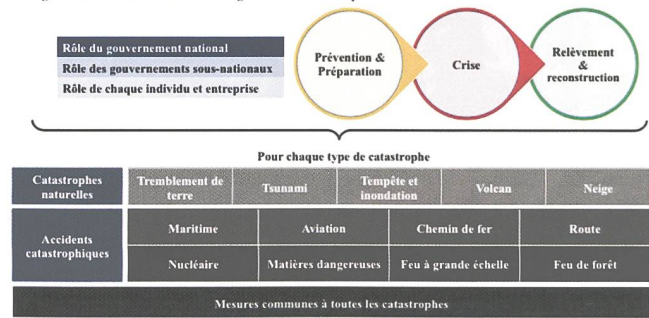 Rôle du gouvernement national
Rôle des gouvernements sous-nationaux
Rôle de chaque individu et entreprise
Prévention &
Préparation
Crise
Relèvement
&
reconstruction
Pour chaque type de catastrophe
Catastrophes
naturelles
Tremblement de
terre
Tsunami
Tempête et
inondation
Volcan
Neige
Accidents
catastrophiques
Maritime
Aviation
Chemin de fer
Route
Nucléaire
Matières dangereuses
Feu à grande échelle
Feu de forêt
Mesures communes à toutes les catastrophes